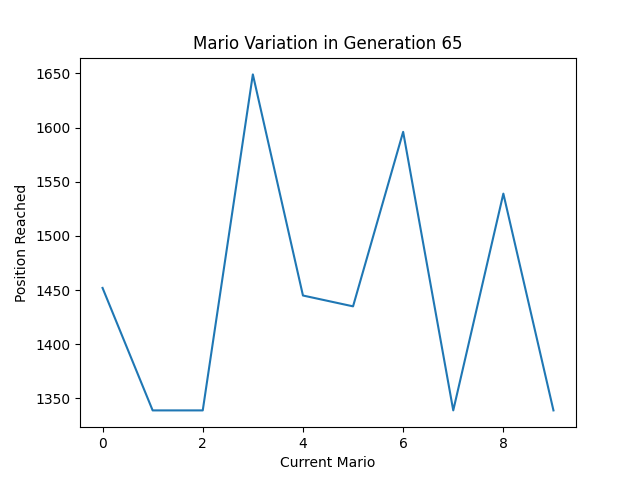 Mario Variation in Generation 65
1650
1600
1550
1500
1450
1400
1350
Position Reached
0 2 4 6 8
Current Mario